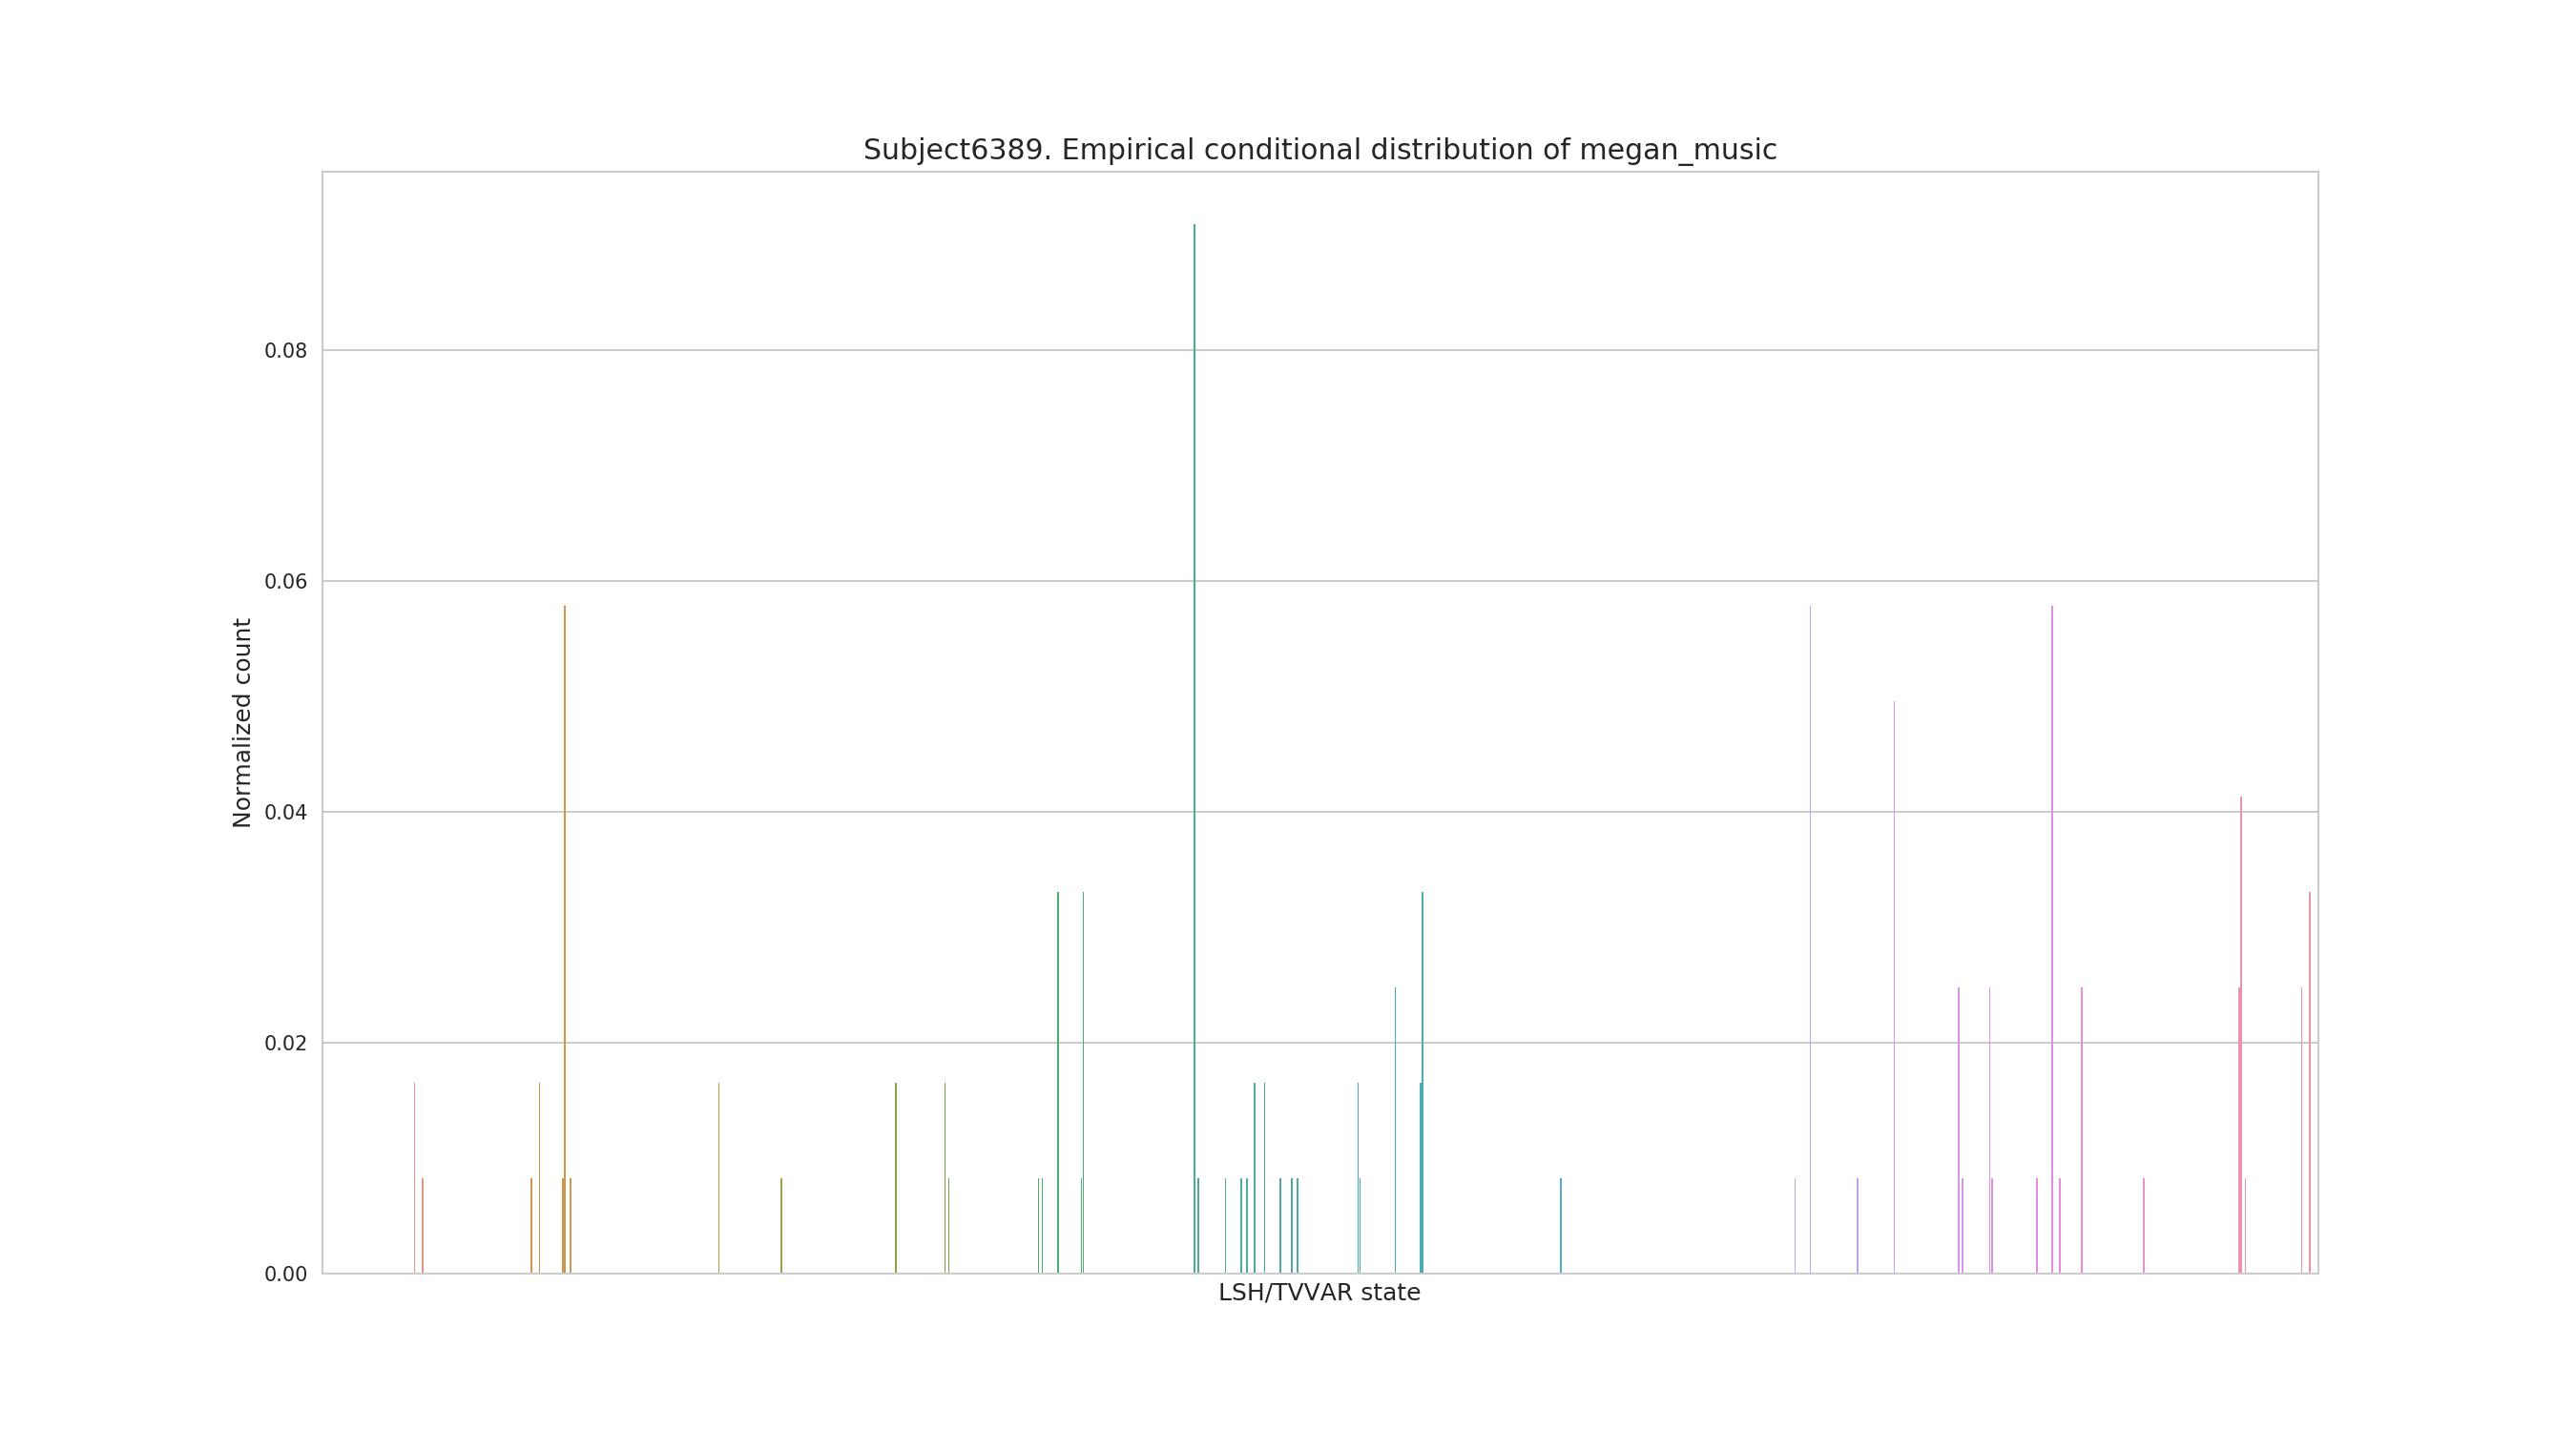 Subject6389. Empirical conditional distribution of megan_music
Normalized count
0.08
0.06
0.04
0.02
0.00
LSH/TVVAR state